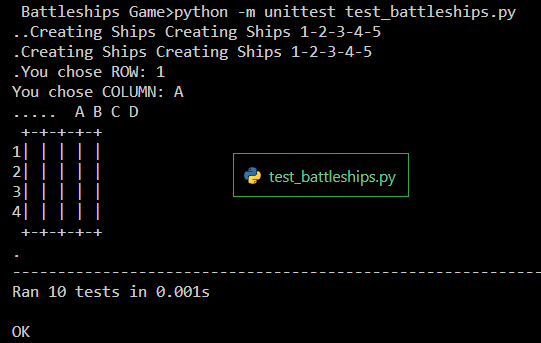 Battleships Game>python -m unittest test_battleships.py
..Creating Ships Creating Ships 1-2-3-4-5
.Creating Ships Creating Ships 1-2-3-4-5
.You chose ROW: 1
You chose COLUMN: A
.....  A B C D
 +-+-+-+-+
1| | | | |
2| | | | |
3| | | | |
4| | | | |
 +-+-+-+-+
test_battleships.py
.
----------------------------------------------------------------------
Ran 10 tests in 0.001s
OK